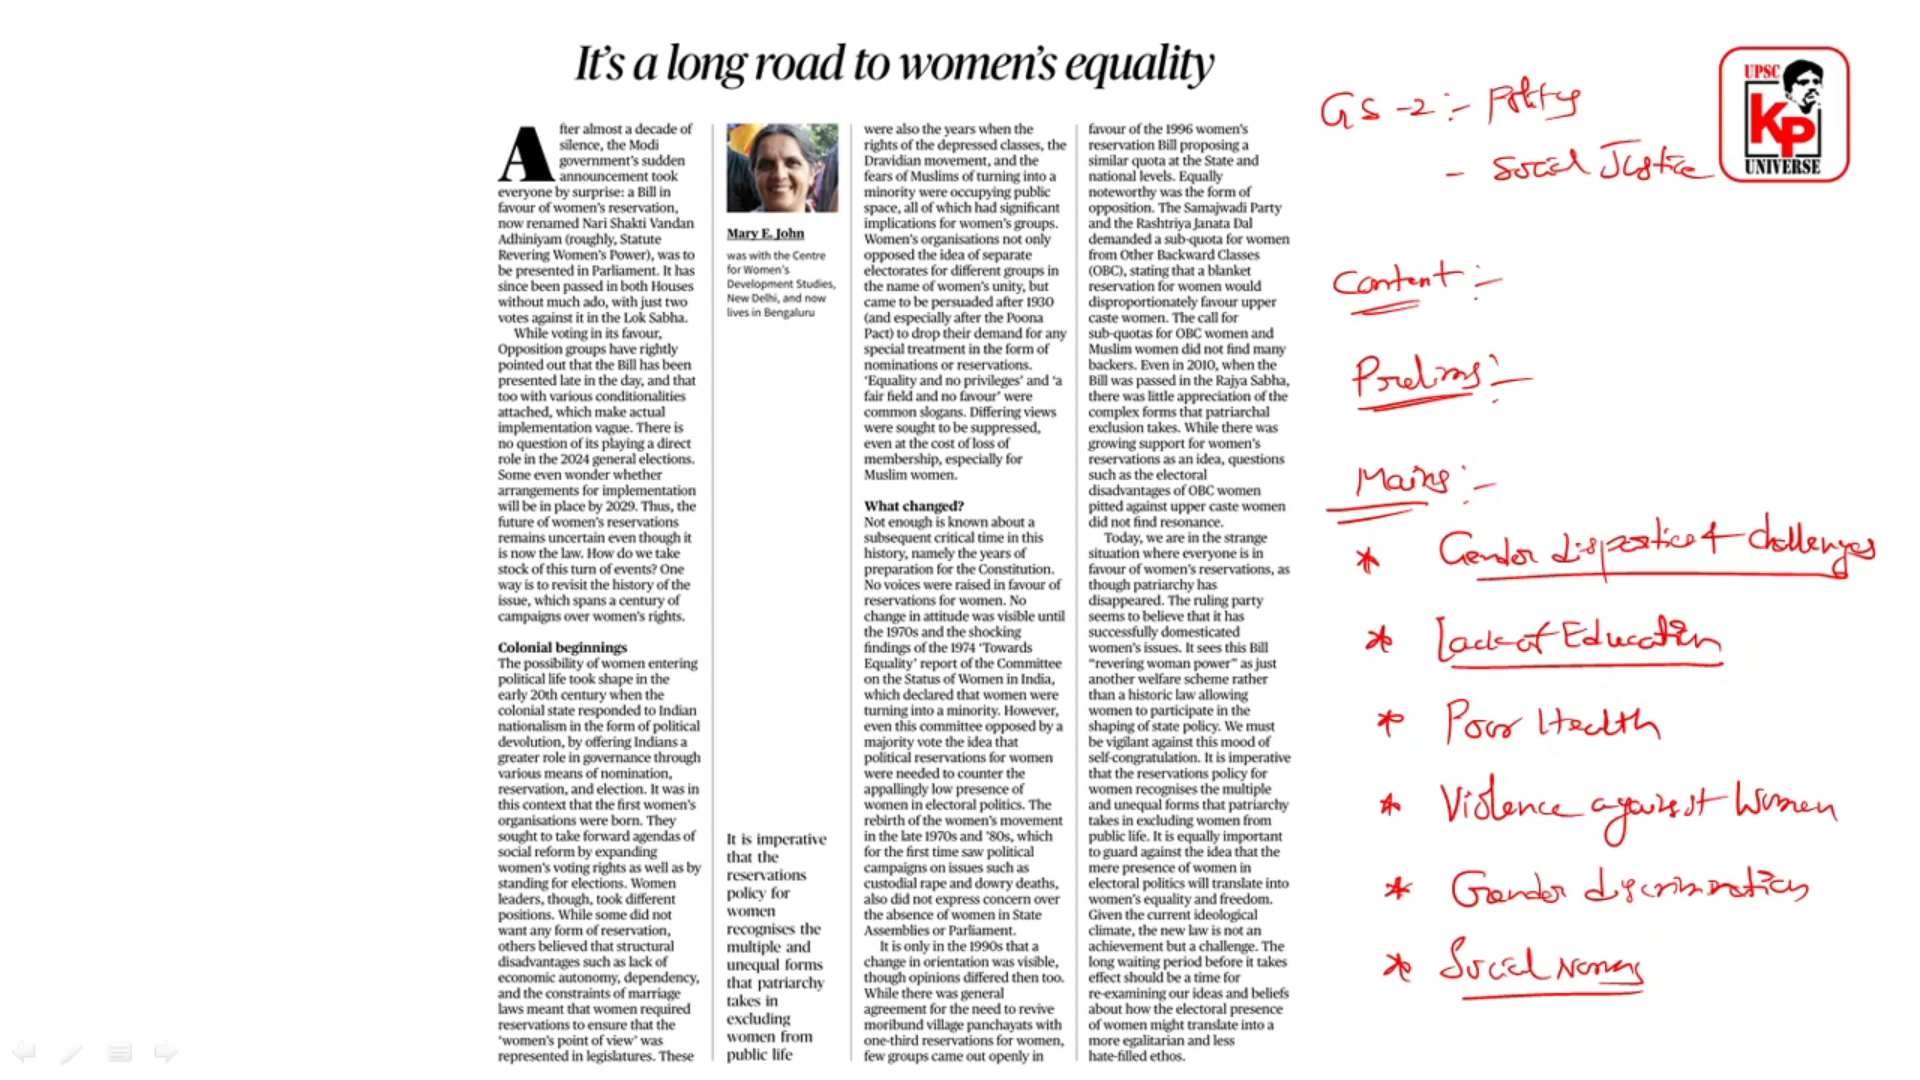 It's a long road to women's equality
After almost a decade of
silence, the Modi
government's sudden
announcement took
everyone by surprise: a Bill in
favour of women's reservation,
now renamed Nari Shakti Vandan
Adhiniyam (roughly, Statute
Revering Women's Power), was to
be presented in Parliament. It has
since been passed in both Houses
without much ado, with just two
votes against it in the Lok Sabha.
While voting in its favour,
Opposition groups have rightly
pointed out that the Bill has been
presented late in the day, and that
too with various conditionalities
attached, which make actual
implementation vague. There is
no question of its playing a direct
role in the 2024 general elections.
Some even wonder whether
arrangements for implementation
will be in place by 2029. Thus, the
future of women's reservations
remains uncertain even though it
is now the law. How do we take
stock of this turn of events? One
way is to revisit the history of the
issue, which spans a century of
campaigns over women's rights.
Colonial beginnings
The possibility of women entering
political life took shape in the
early 20th century when the
colonial state responded to Indian
nationalism in the form of political
devolution, by offering Indians a
greater role in governance through
various means of nomination,
reservation, and election. It was in
this context that the first women's
organisations were born. They
sought to take forward agendas of
social reform by expanding
women's voting rights as well as by
standing for elections. Women
leaders, though, took different
positions. While some did not
want any form of reservation,
others believed that structural
disadvantages such as lack of
economic autonomy, dependency,
and the constraints of marriage
laws meant that women required
reservations to ensure that the
'women's point of view' was
represented in legislatures. These
Mary E. John
was with the Centre
for Women's
Development Studies,
New Delhi, and now
lives in Bengaluru
It is imperative
that the
reservations
policy for
women
recognises the
multiple and
unequal forms
that patriarchy
takes in
excluding
women from
public life
were also the years when the
rights of the depressed classes, the
Dravidian movement, and the
fears of Muslims of turning into a
minority were occupying public
space, all of which had significant
implications for women's groups.
Women's organisations not only
opposed the idea of separate
electorates for different groups in
the name of women's unity, but
came to be persuaded after 1930
(and especially after the Poona
Pact) to drop their demand for any
special treatment in the form of
nominations or reservations.
'Equality and no privileges' and 'a
fair field and no favour' were
common slogans. Differing views
were sought to be suppressed,
even at the cost of loss of
membership, especially for
Muslim women.
What changed?
Not enough is known about a
subsequent critical time in this
history, namely the years of
preparation for the Constitution.
No voices were raised in favour of
reservations for women. No
change in attitude was visible until
the 1970s and the shocking
findings of the 1974 'Towards
Equality' report of the Committee
on the Status of Women in India,
which declared that women were
turning into a minority. However,
even this committee opposed by a
majority vote the idea that
political reservations for women
were needed to counter the
appallingly low presence of
women in electoral politics. The
rebirth of the women's movement
in the late 1970s and '80s, which
for the first time saw political
campaigns on issues such as
custodial rape and dowry deaths,
also did not express concern over
the absence of women in State
Assemblies or Parliament.
It is only in the 1990s that a
change in orientation was visible,
though opinions differed then too.
While there was general
agreement for the need to revive
moribund village panchayats with
one-third reservations for women,
few groups came out openly in
favour of the 1996 women's
reservation Bill proposing a
similar quota at the State and
national levels. Equally
noteworthy was the form of
opposition. The Samajwadi Party
and the Rashtriya Janata Dal
demanded a sub-quota for women
from Other Backward Classes
(OBC), stating that a blanket
reservation for women would
disproportionately favour upper
caste women. The call for
sub-quotas for OBC women and
Muslim women did not find many
backers. Even in 2010, when the
Bill was passed in the Rajya Sabha,
there was little appreciation of the
complex forms that patriarchal
exclusion takes. While there was
growing support for women's
reservations as an idea, questions
such as the electoral
disadvantages of OBC women
pitted against upper caste women
did not find resonance.
Today, we are in the strange
situation where everyone is in
favour of women's reservations, as
though patriarchy has
disappeared. The ruling party
seems to believe that it has
successfully domesticated
women's issues. It sees this Bill
"revering woman power" as just
another welfare scheme rather
than a historic law allowing
women to participate in the
shaping of state policy. We must
be vigilant against this mood of
self-congratulation. It is imperative
that the reservations policy for
women recognises the multiple
and unequal forms that patriarchy
takes in excluding women from
public life. It is equally important
to guard against the idea that the
mere presence of women in
electoral politics will translate into
women's equality and freedom.
Given the current ideological
climate, the new law is not an
achievement but a challenge. The
long waiting period before it takes
effect should be a time for
re-examining our ideas and beliefs
about how the electoral presence
of women might translate into a
more egalitarian and less
hate-filled ethos.
GS-2:- Polity
- Social Justice
UPSC
KP
UNIVERSE
Content:-
Prelims:-
Mains:-
* Gender disparities & challenges
* Lack of Education
* Poor Health
* Violence against Women
* Gender discrimination
* Social Norms